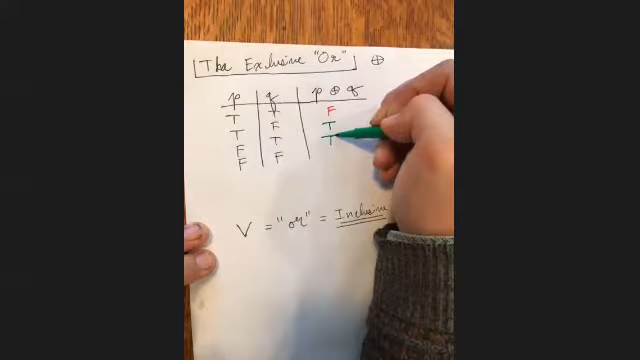 The Exclusive "Or" ⊕
p q p ⊕ q
T T F
T F T
F T T
F F
V = "or" = Inclusive